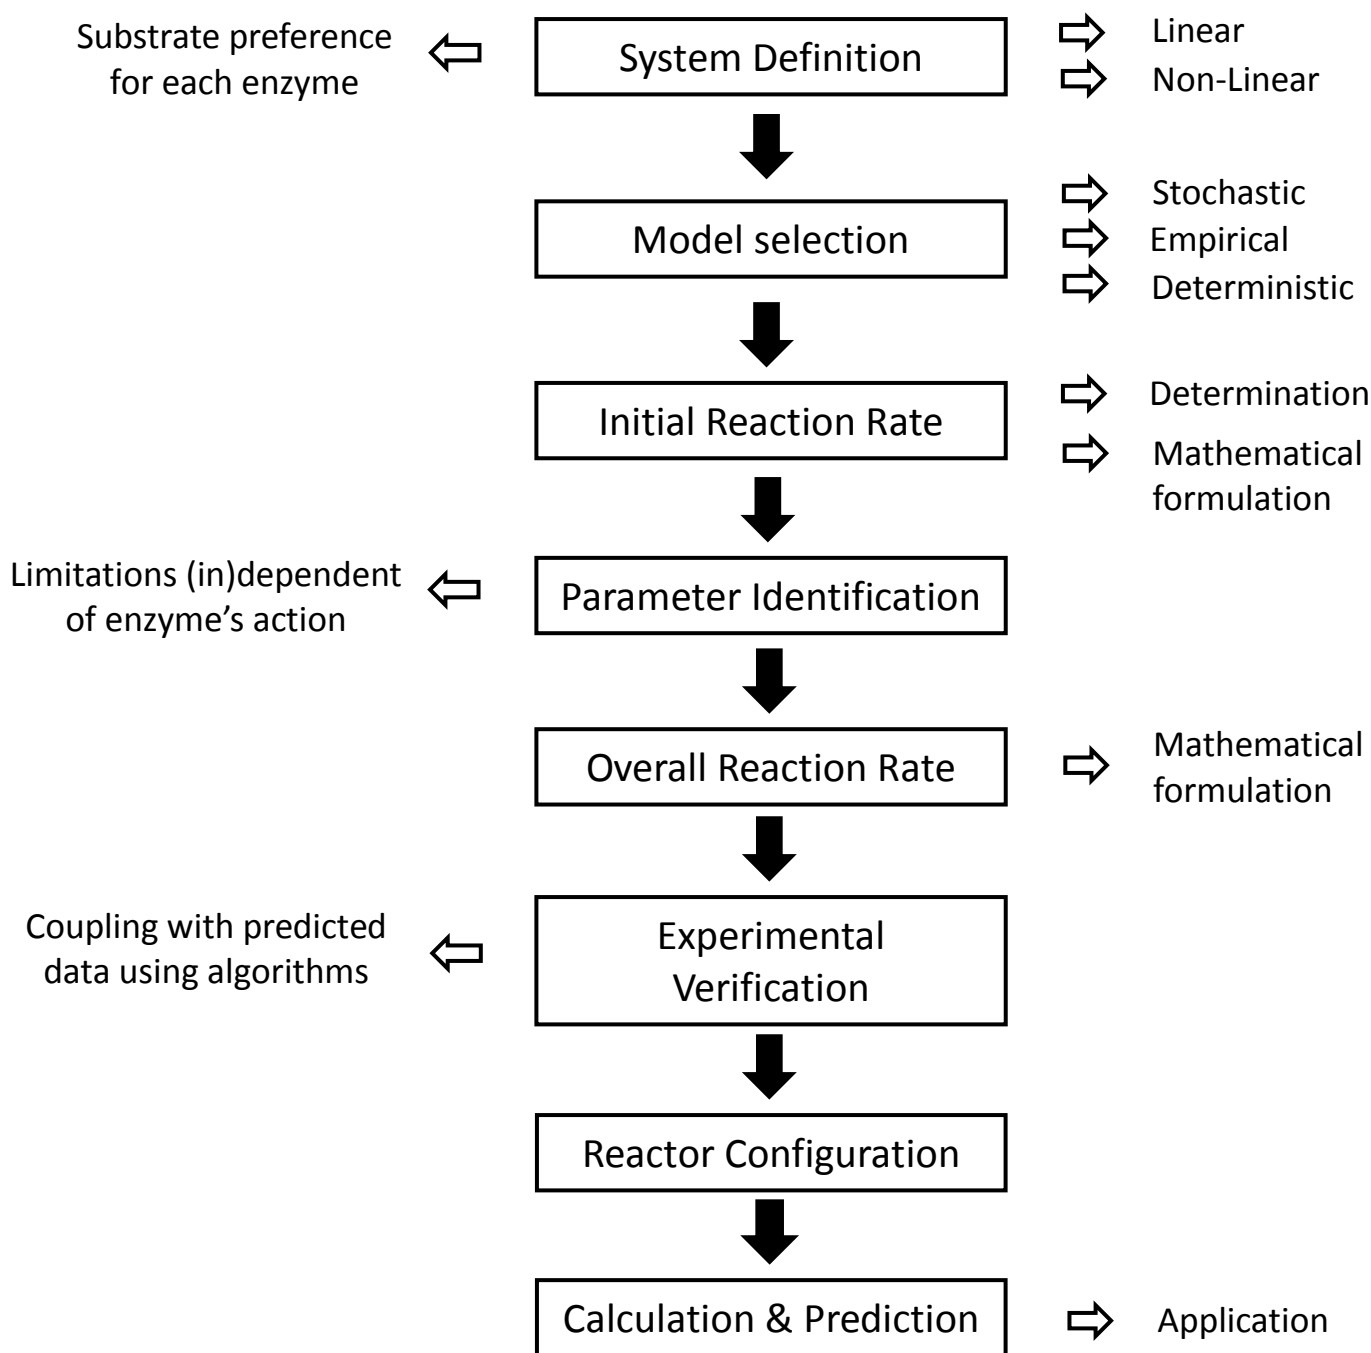 Substrate preference
for each enzyme
System Definition
Linear
Non-Linear
Model selection
Stochastic
Empirical
Deterministic
Initial Reaction Rate
Determination
Mathematical
formulation
Limitations (in)dependent
of enzyme’s action
Parameter Identification
Overall Reaction Rate
Mathematical
formulation
Coupling with predicted
data using algorithms
Experimental
Verification
Reactor Configuration
Calculation & Prediction
Application